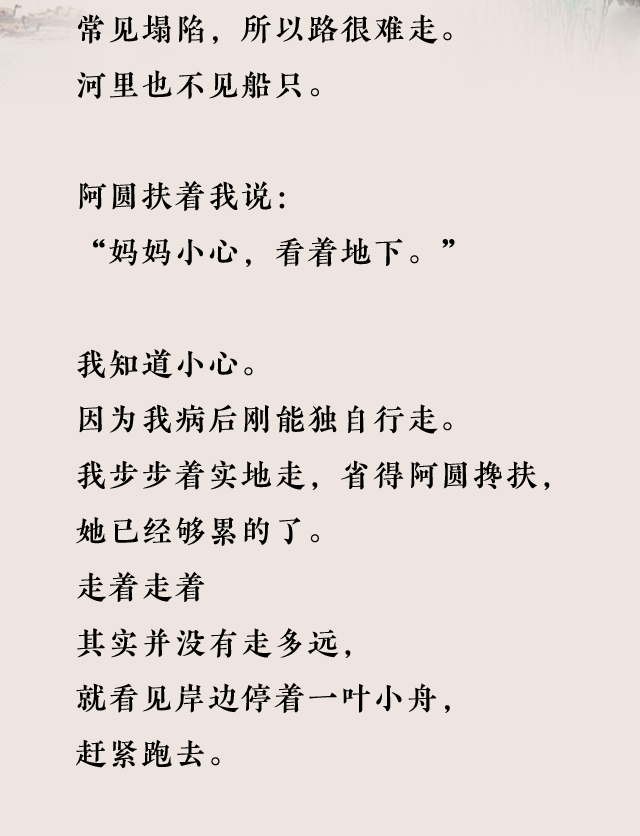 常见塌陷，所以路很难走。
河里也不见船只。
阿圆扶着我说：
“妈妈小心，看着地下。”
我知道小心。
因为我病后刚能独自行走。
我步步着实地走，省得阿圆搀扶，
她已经够累的了。
走着走着
其实并没有走多远，
就看见岸边停着一叶小舟，
赶紧跑去。